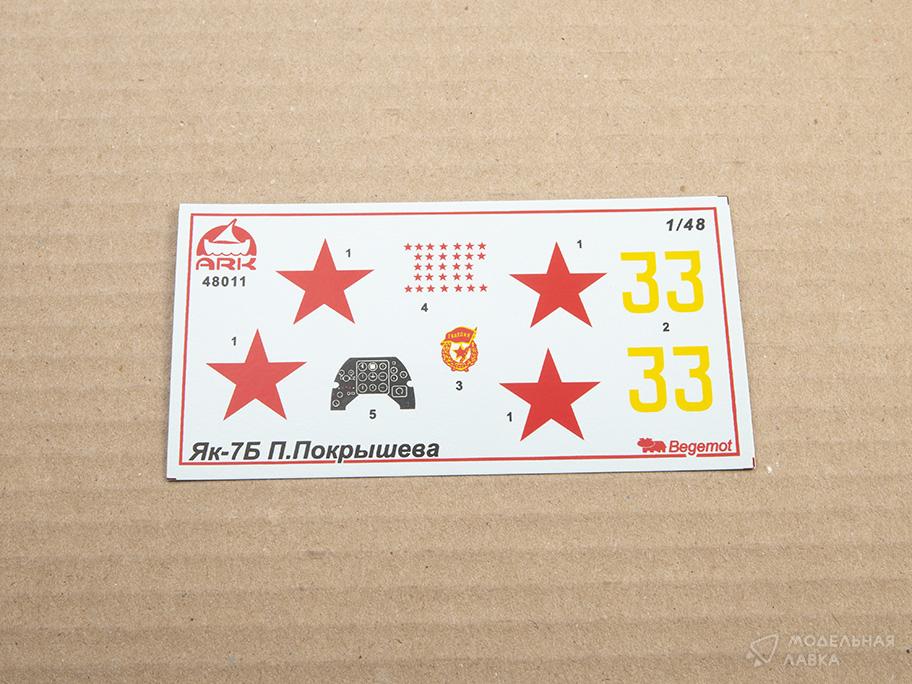 ARK
48011
1/48
1
1
33
4
2
1
33
3
5
1
ГВАРДИЯ
Як-7Б П.Покрышева
Begemot
МОДЕЛЬНАЯ
ЛАВКА